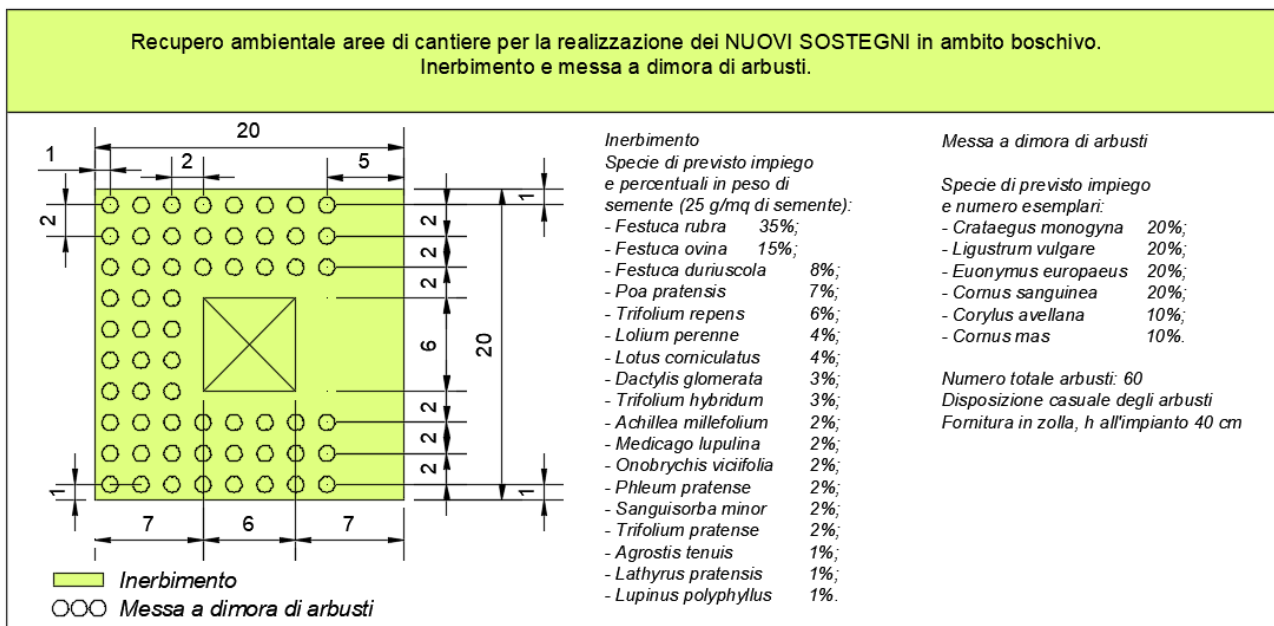 Recupero ambientale aree di cantiere per la realizzazione dei NUOVI SOSTEGNI in ambito boschivo.
Inerbimento e messa a dimora di arbusti.
20
1
2
5
1
2
2
2
2
6
20
2
2
2
1
1
7
6
7
Inerbimento
Messa a dimora di arbusti
Inerbimento
Specie di previsto impiego
e percentuali in peso di
semente (25 g/mq di semente):
- Festuca rubra 35%;
- Festuca ovina 15%;
- Festuca duriuscola 8%;
- Poa pratensis 7%;
- Trifolium repens 6%;
- Lolium perenne 4%;
- Lotus corniculatus 4%;
- Dactylis glomerata 3%;
- Trifolium hybridum 3%;
- Achillea millefolium 2%;
- Medicago lupulina 2%;
- Onobrychis viciifolia 2%;
- Phleum pratense 2%;
- Sanguisorba minor 2%;
- Trifolium pratense 2%;
- Agrostis tenuis 1%;
- Lathyrus pratensis 1%;
- Lupinus polyphyllus 1%.
Messa a dimora di arbusti
Specie di previsto impiego
e numero esemplari:
- Crataegus monogyna 20%;
- Ligustrum vulgare 20%;
- Euonymus europaeus 20%;
- Cornus sanguinea 20%;
- Corylus avellana 10%;
- Cornus mas 10%.
Numero totale arbusti: 60
Disposizione casuale degli arbusti
Fornitura in zolla, h all'impianto 40 cm